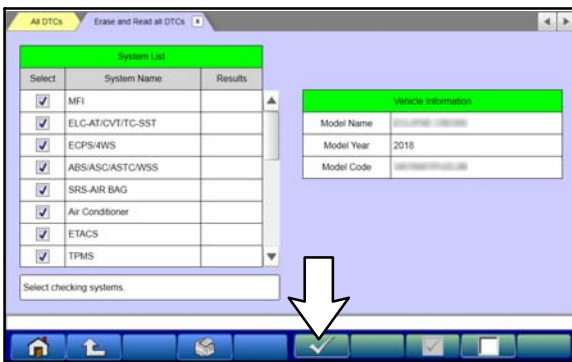 All DTCs
Erase and Read all DTCs x
System List
Select System Name Results
MFI
ELC-AT/CVT/TC-SST
ECPS/4WS
ABS/ASC/ASTC/WSS
SRS-AIR BAG
Air Conditioner
ETACS
TPMS
Select checking systems.
Vehicle Information
Model Name
Model Year 2018
Model Code